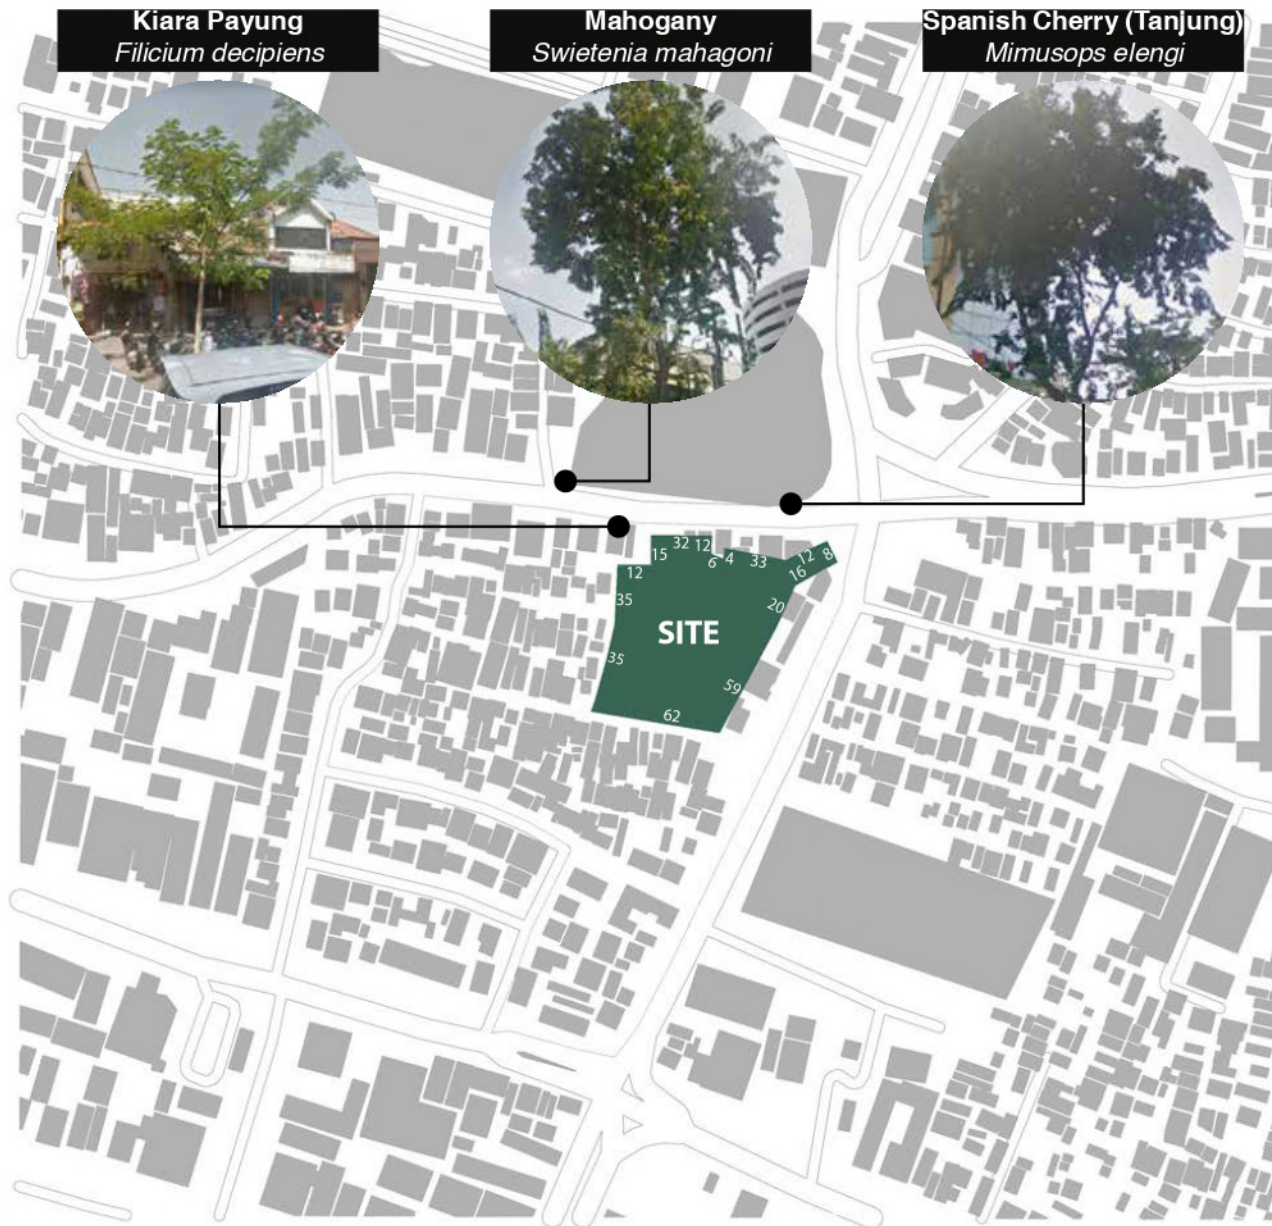 Kiara Payung
Filicium decipiens
Mahogany
Swietenia mahagoni
Spanish Cherry (Tanjung)
Mimusops elengi
32
12
15
12
6
4
33
12
8
16
35
20
SITE
35
59
62